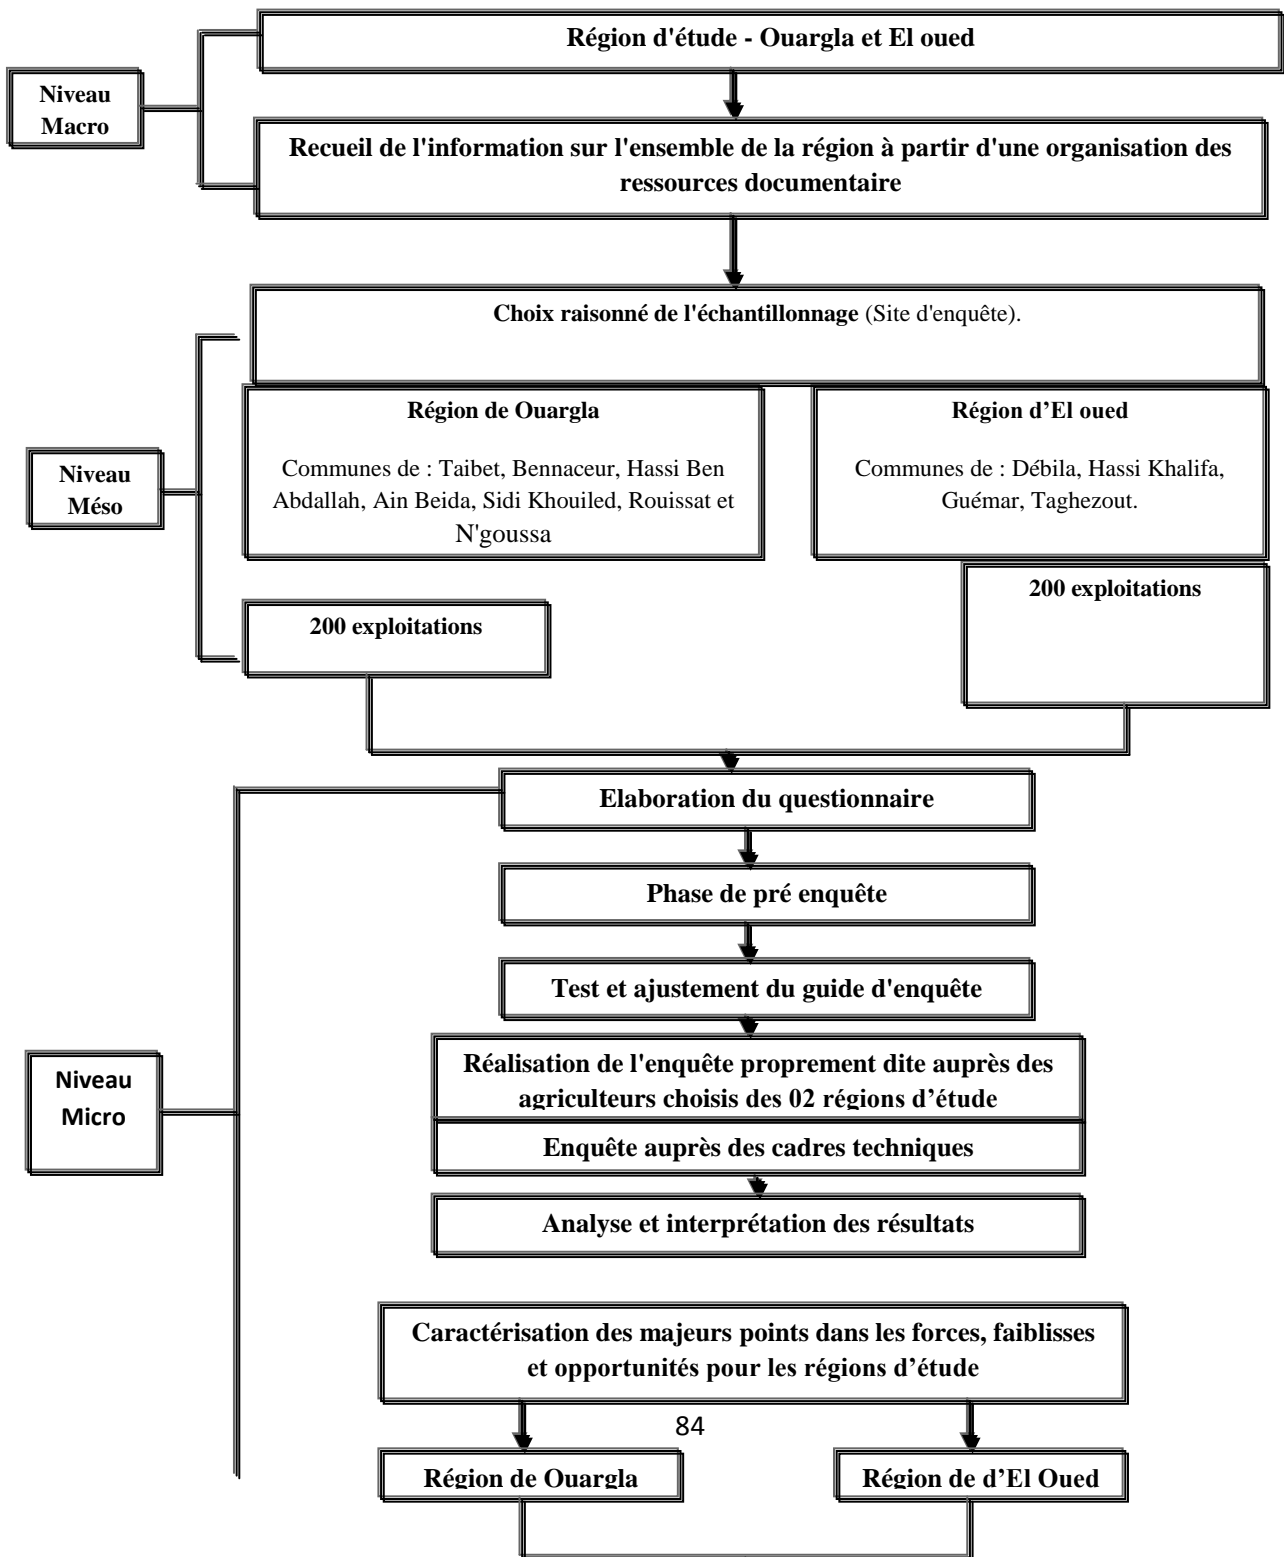 Région d'étude - Ouargla et El oued
Niveau
Macro
Recueil de l'information sur l'ensemble de la région à partir d'une organisation des
ressources documentaire
Choix raisonné de l'échantillonnage (Site d'enquête).
Région de Ouargla
Communes de : Taibet, Bennaceur, Hassi Ben
Abdallah, Ain Beida, Sidi Khouiled, Rouissat et
N'goussa
Région d’El oued
Communes de : Débila, Hassi Khalifa,
Guémar, Taghezout.
Niveau
Méso
200 exploitations
200 exploitations
Elaboration du questionnaire
Phase de pré enquête
Test et ajustement du guide d'enquête
Réalisation de l'enquête proprement dite auprès des
agriculteurs choisis des 02 régions d’étude
Niveau
Micro
Enquête auprès des cadres techniques
Analyse et interprétation des résultats
Caractérisation des majeurs points dans les forces, faiblisses
et opportunités pour les régions d’étude
84
Région de Ouargla
Région de d’El Oued